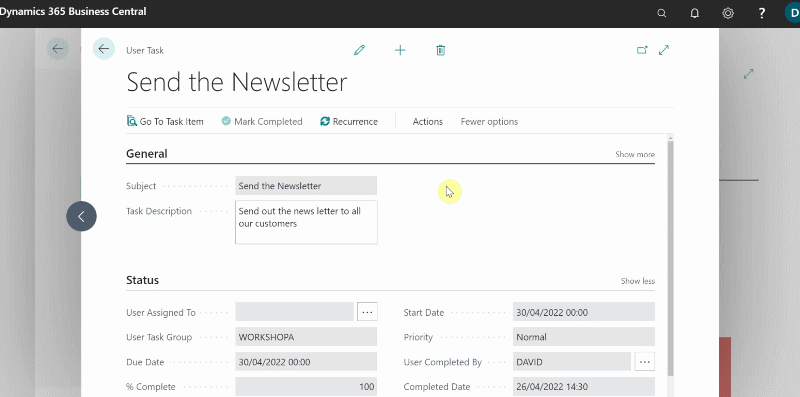 Dynamics 365 Business Central
?
D
User Task
Send the Newsletter
Go To Task Item
Mark Completed
Recurrence
Actions
Fewer options
General
Show more
Subject
Send the Newsletter
Task Description
Send out the news letter to all
our customers
Status
Show less
User Assigned To
Start Date
30/04/2022 00:00
User Task Group
WORKSHOPA
Priority
Normal
Due Date
30/04/2022 00:00
User Completed By
DAVID
% Complete
100
Completed Date
26/04/2022 14:30